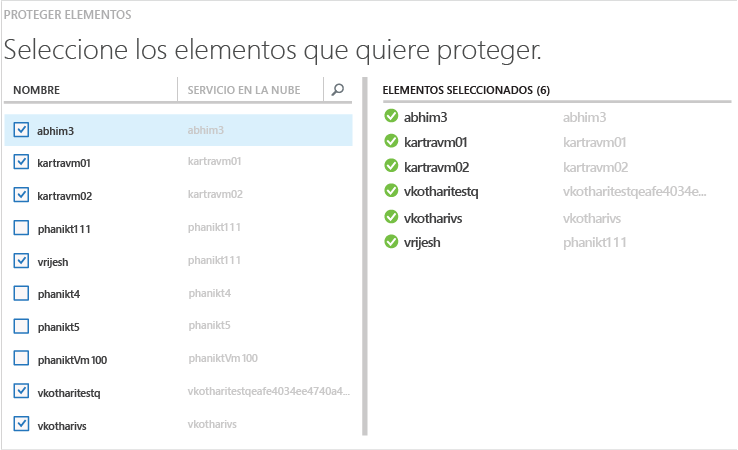 PROTEGER ELEMENTOS
Seleccione los elementos que quiere proteger.
NOMBRE SERVICIO EN LA NUBE
abhim3 abhim3
kartravm01 kartravm01
kartravm02 kartravm02
phanikt111 phanikt111
vrijesh phanikt111
phanikt4 phanikt4
phanikt5 phanikt5
phaniktVm100 phaniktVm100
vkotharitestq vkotharitestqeafe4034ee4740a4...
vkotharivs vkotharivs
ELEMENTOS SELECCIONADOS (6)
abhim3 abhim3
kartravm01 kartravm01
kartravm02 kartravm02
vkotharitestq vkotharitestqeafe4034e...
vkotharivs vkotharivs
vrijesh phanikt111